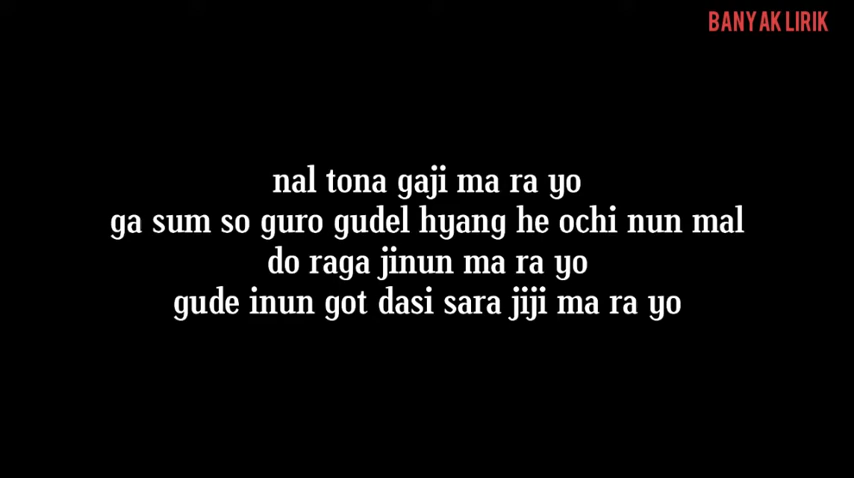 BANYAK LIRIK
nal tona gaji ma ra yo
ga sum so guro gudel hyang he ochi nun mal
do raga jinun ma ra yo
gude inun got dasi sara jiji ma ra yo